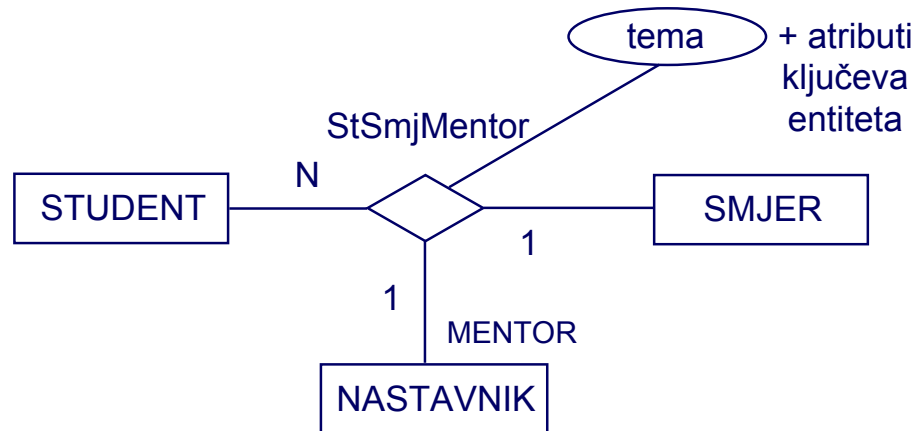 tema
+ atributi
ključeva
entiteta
StSmjMentor
N
STUDENT
SMJER
1
1
MENTOR
NASTAVNIK